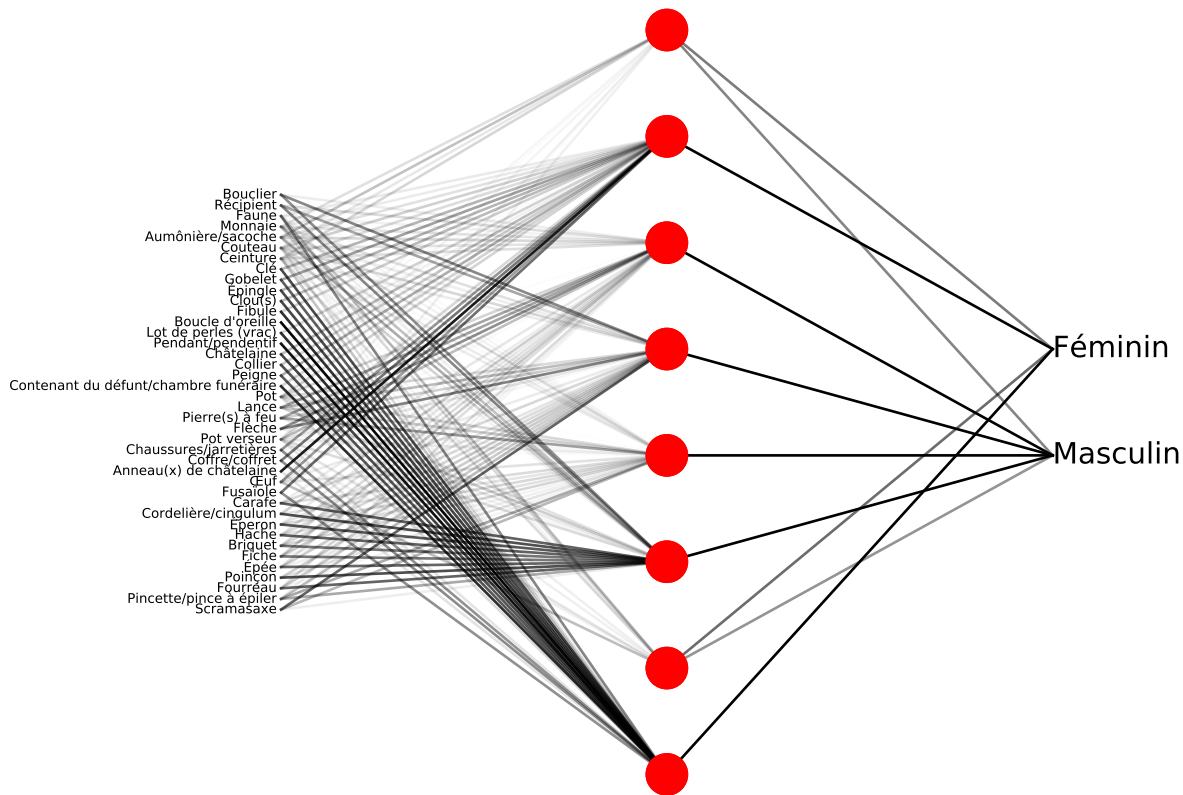 Bouclier
Récipient
Faune
Monnaie
Aumônière/sacoche
Couteau
Ceinture
Clé
Gobelet
Épingle
Clou(s)
Fibule
Boucle d'oreille
Lot de perles (vrac)
Pendant/pendentif
Châtelaine
Collier
Peigne
Contenant du défunt/chambre funéraire
Pot
Lance
Pierre(s) à feu
Flèche
Pot verseur
Chaussures/jarretières
Coffre/coffret
Anneau(x) de châtelaine
Œuf
Fusaïole
Carafe
Cordelière/cingulum
Éperon
Hache
Briquet
Fiche
Épée
Poinçon
Fourreau
Pincette/pince à épiler
Scramasaxe
Féminin
Masculin